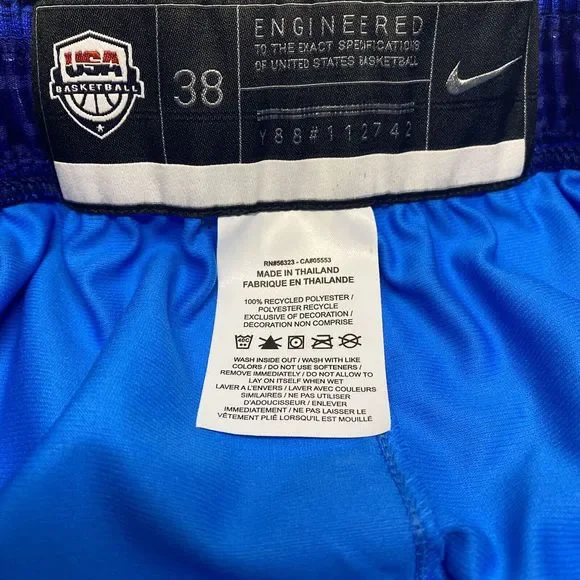 USA
BASKETBALL
38
ENGINEERED
TO THE EXACT SPECIFICATIONS
OF UNITED STATES BASKETBALL
Y88#112742
RN#56323 - CA#05553
MADE IN THAILAND
FABRIQUE EN THAILANDE
100% RECYCLED POLYESTER /
POLYESTER RECYCLE
EXCLUSIVE OF DECORATION /
DECORATION NON COMPRISE
40C
WASH INSIDE OUT / WASH WITH LIKE
COLORS / DO NOT USE SOFTENERS /
REMOVE IMMEDIATELY / DO NOT ALLOW TO
LAY ON ITSELF WHEN WET
LAVER A L'ENVERS / LAVER AVEC COULEURS
SIMILAIRES / NE PAS UTILISER
D'ADOUCISSEUR / ENLEVER
IMMEDIATEMENT / NE PAS LAISSER LE
VÊTEMENT PLIÉ LORSQU'IL EST MOUILLÉ